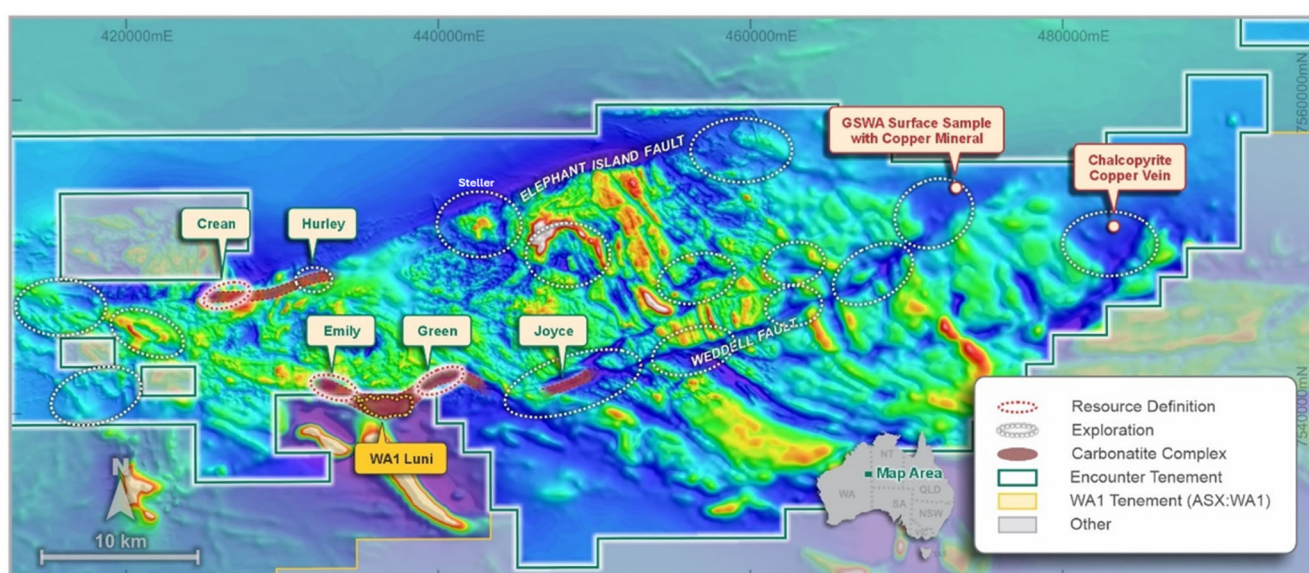 420000mE
440000mE
460000mE
480000mE
7560000mN
GSWA Surface Sample
with Copper Mineral
Chalcopyrite
Copper Vein
ELEPHANT ISLAND FAULT
Steller
Crean
Hurley
Emily
Green
Joyce
WEDDELL FAULT
7540000mN
WA1 Luni
N
10 km
Map Area
NT
WA
QLD
SA
NSW
Resource Definition
Exploration
Carbonatite Complex
Encounter Tenement
WA1 Tenement (ASX:WA1)
Other